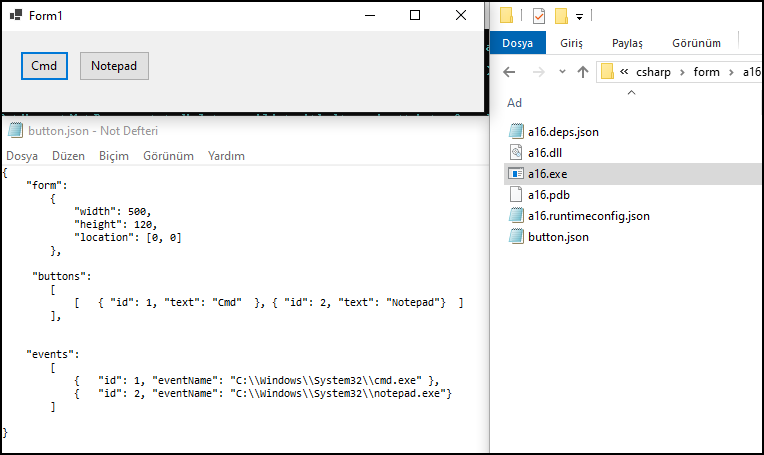 Form1
Cmd
Notepad
button.json - Not Defteri
Dosya Düzen Biçim Görünüm Yardım
{
"form":
{
"width": 500,
"height": 120,
"location": [0, 0]
},
"buttons":
[
[ { "id": 1, "text": "Cmd" }, { "id": 2, "text": "Notepad"} ]
],
"events":
[
{ "id": 1, "eventName": "C:\\Windows\\System32\\cmd.exe" },
{ "id": 2, "eventName": "C:\\Windows\\System32\\notepad.exe"}
]
}
Dosya Giriş Paylaş Görünüm
« csharp › form › a16
Ad
a16.deps.json
a16.dll
a16.exe
a16.pdb
a16.runtimeconfig.json
button.json